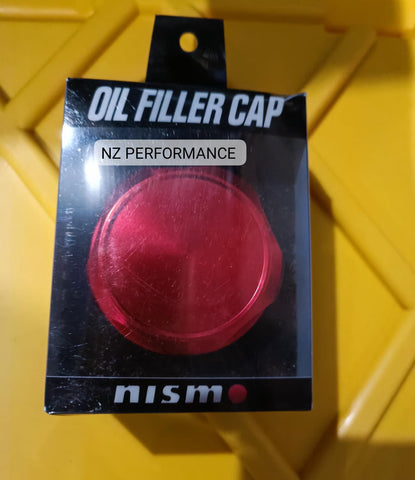 OIL FILLER CAP
NZ PERFORMANCE
nismo